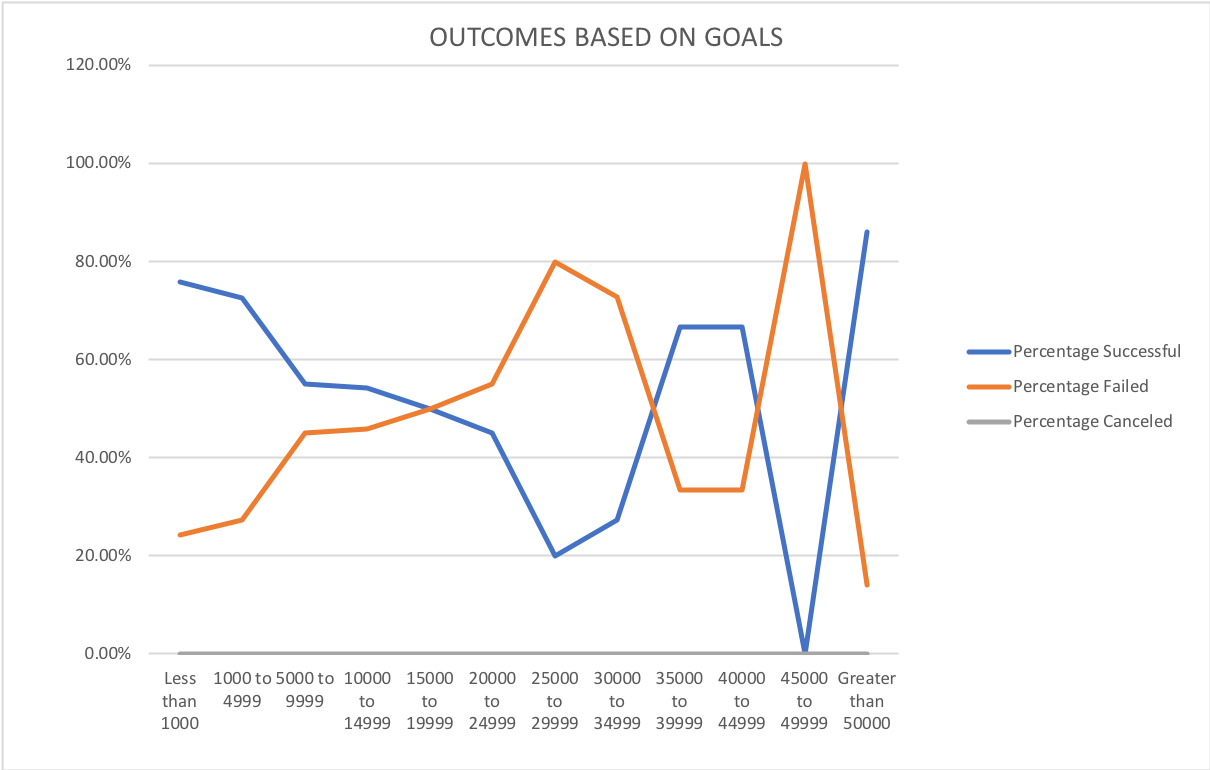 OUTCOMES BASED ON GOALS
120.00%
100.00%
80.00%
60.00%
40.00%
20.00%
0.00%
Less than 1000
1000 to 4999
5000 to 9999
10000 to 14999
15000 to 19999
20000 to 24999
25000 to 29999
30000 to 34999
35000 to 39999
40000 to 44999
45000 to 49999
Greater than 50000
Percentage Successful
Percentage Failed
Percentage Canceled